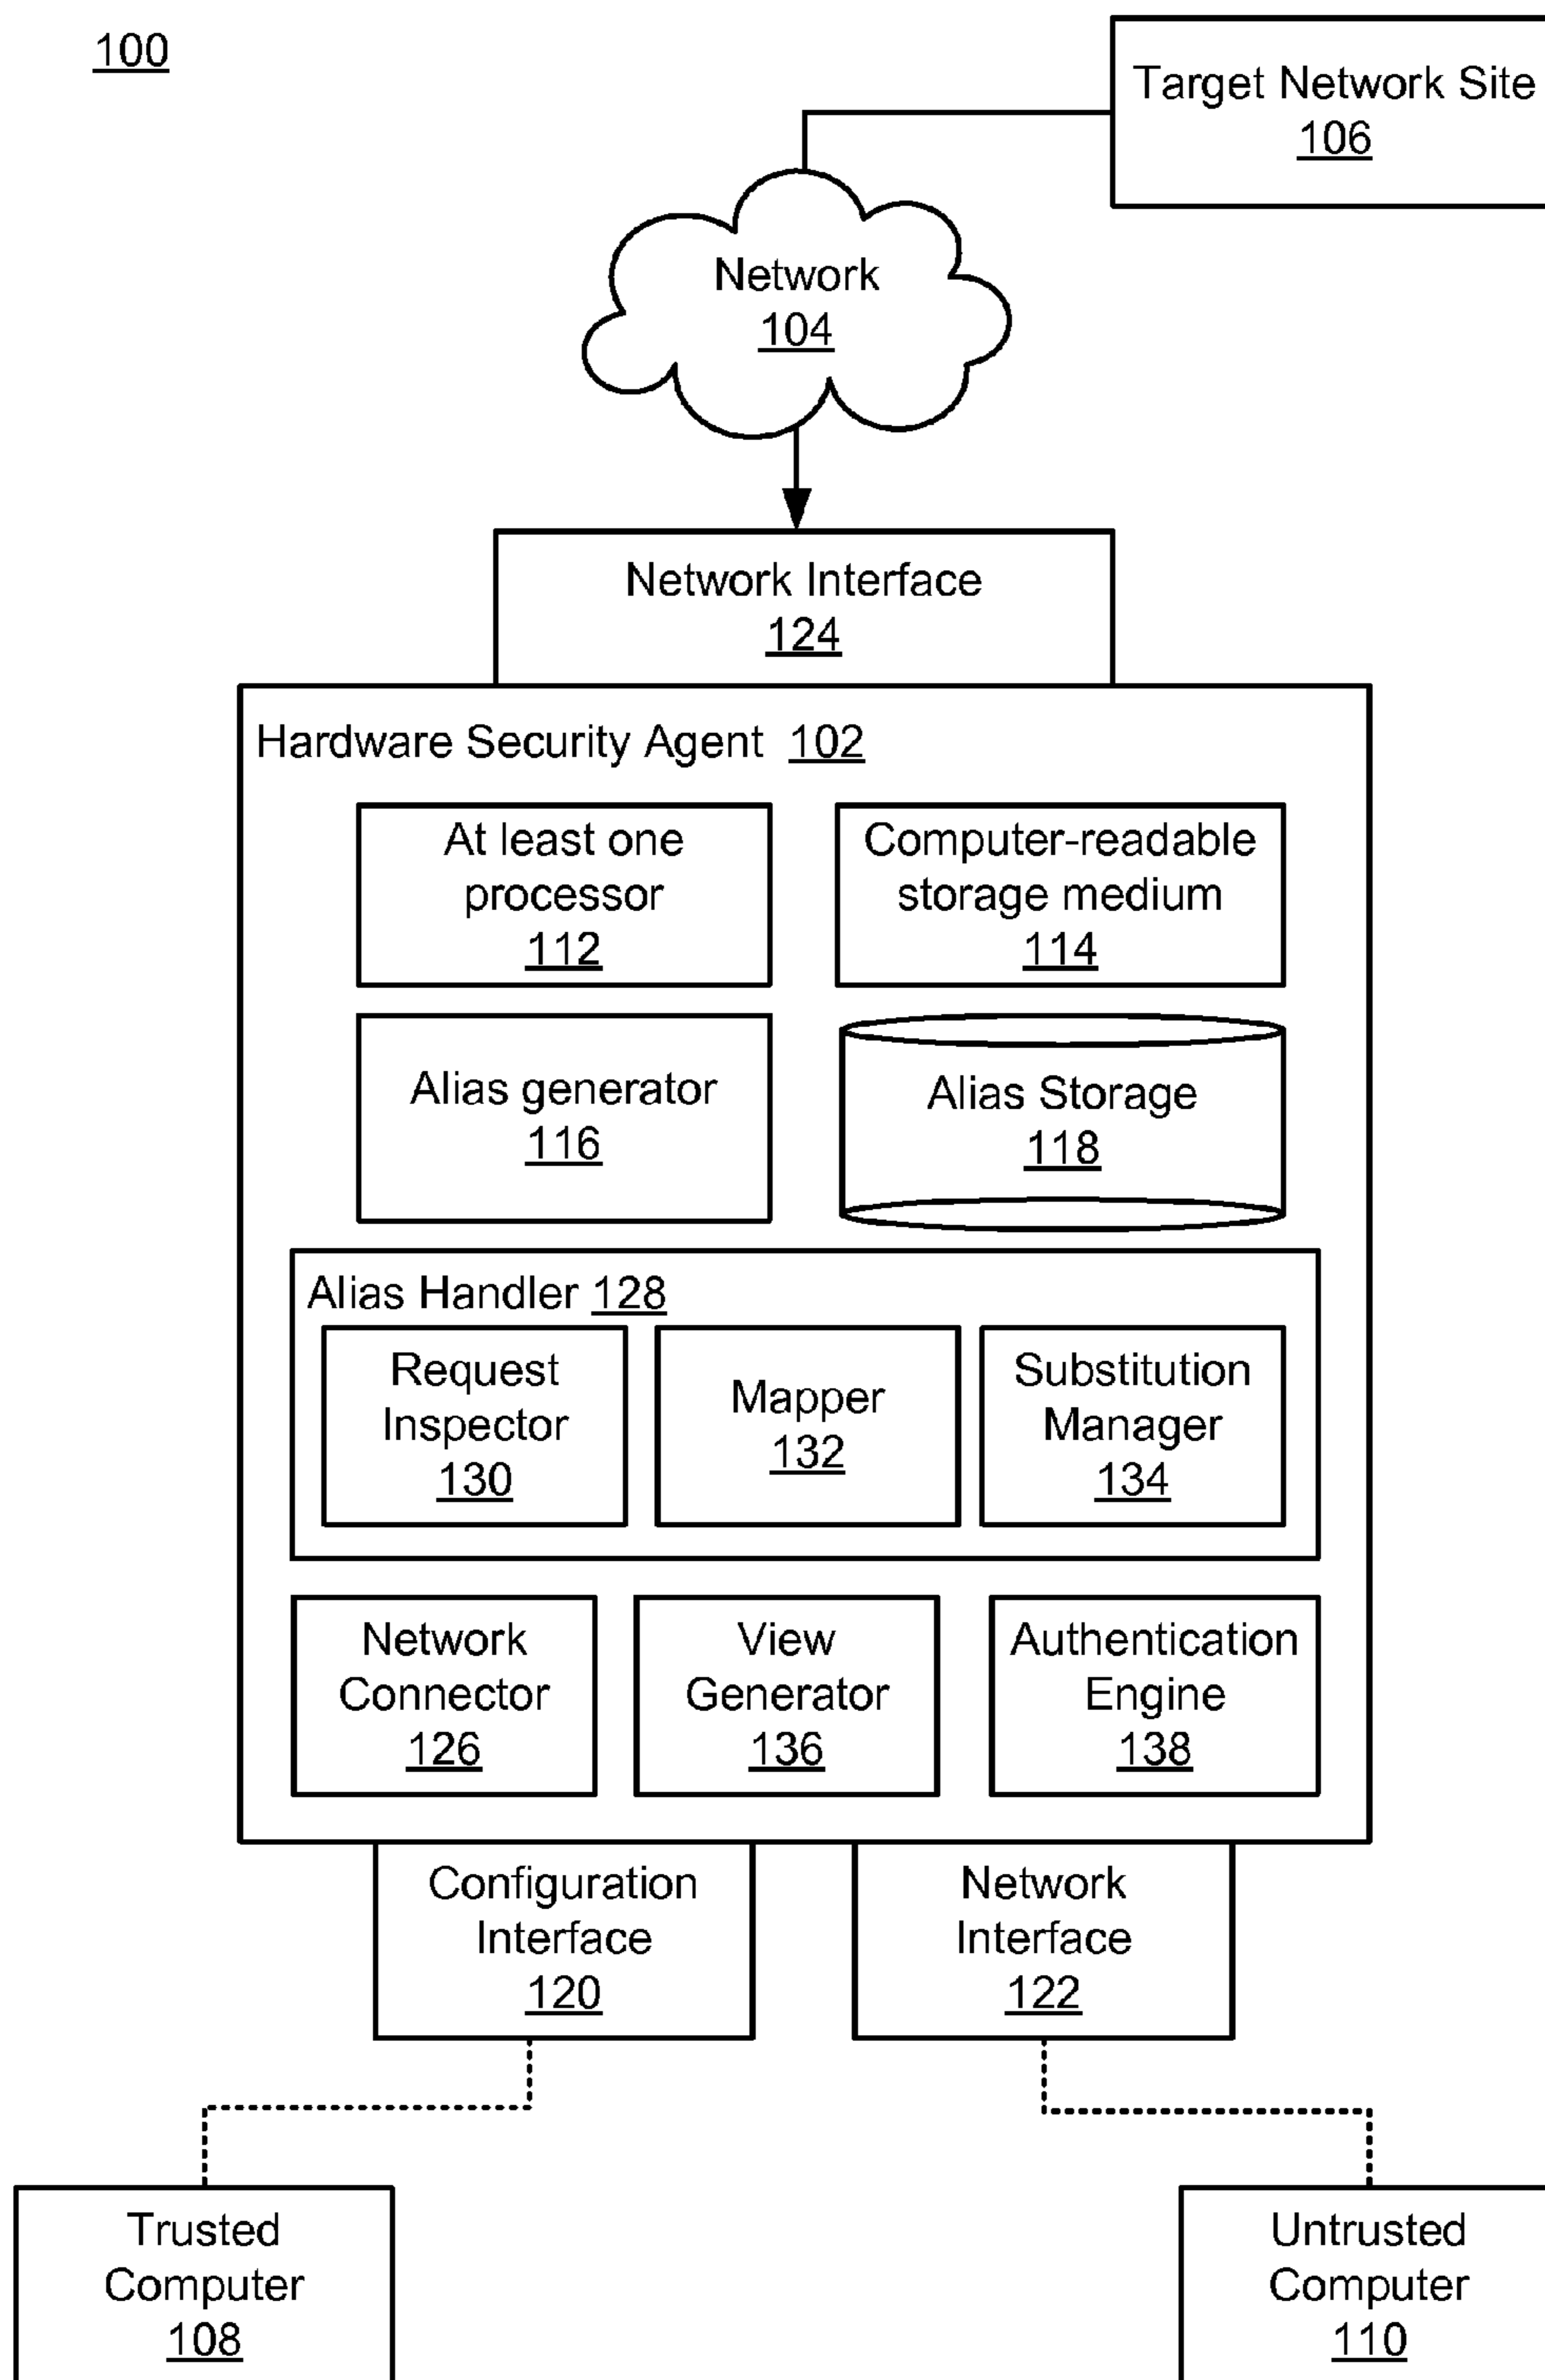 100
Target Network Site
106
Network
104
Network Interface
124
Hardware Security Agent 102
At least one
processor
112
Computer-readable
storage medium
114
Alias generator
116
Alias Storage
118
Alias Handler 128
Request
Inspector
130
Mapper
132
Substitution
Manager
134
Network
Connector
126
View
Generator
136
Authentication
Engine
138
Configuration
Interface
120
Network
Interface
122
Trusted
Computer
108
Untrusted
Computer
110